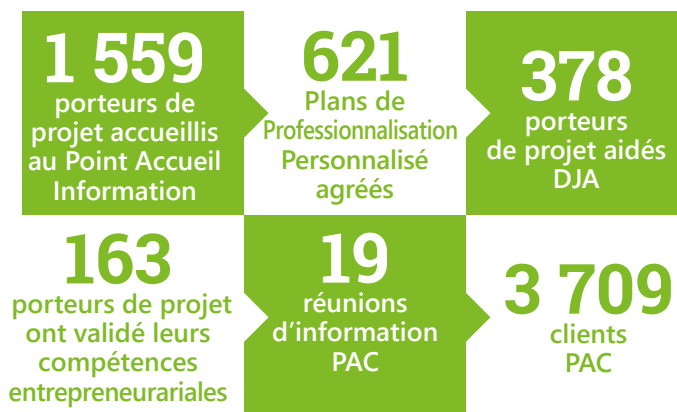 1 559
porteurs de
projet accueillis
au Point Accueil
Information
621
Plans de
Professionnalisation
Personnalisé
agréés
378
porteurs
de projet aidés
DJA
163
porteurs de projet
ont validé leurs
compétences
entrepreneurariales
19
réunions
d’information
PAC
3 709
clients
PAC